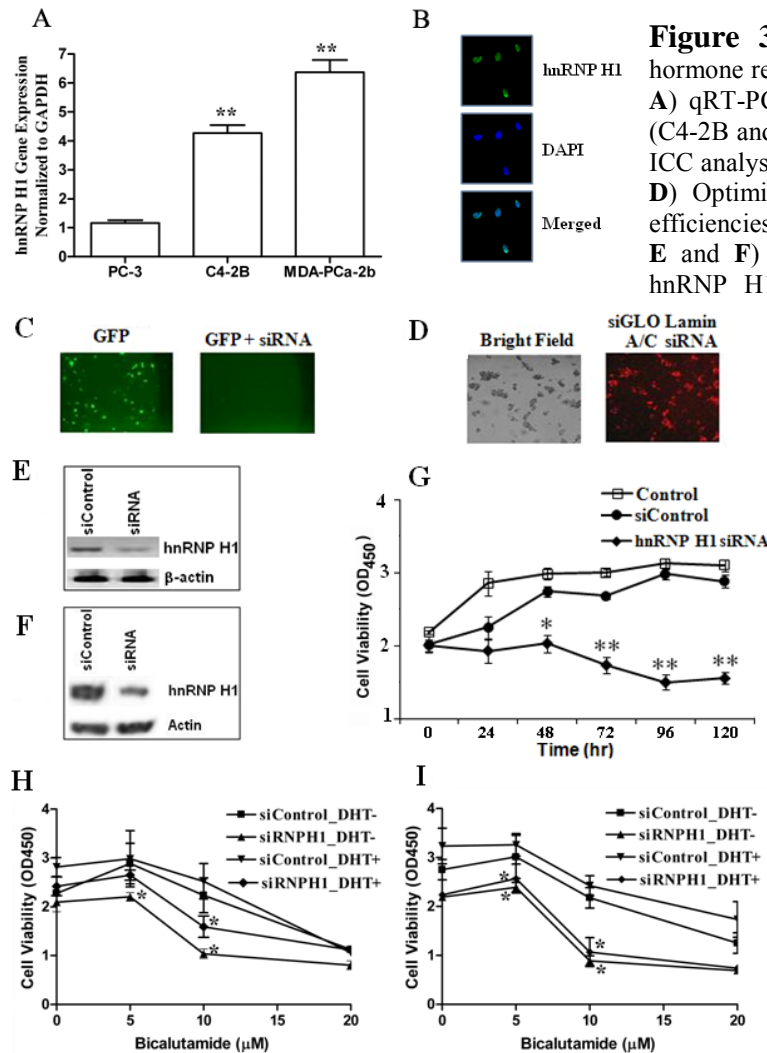 A
hnRNP H1 Gene Expression
Normalized to GAPDH
7
6
5
4
3
2
1
0
**
**
PC-3
C4-2B
MDA-PCa-2b
B
hnRNP H1
DAPI
Merged
Figure 3
hormone re
A) qRT-PC
(C4-2B and
ICC analys
D) Optimi
efficiencies
E and F)
hnRNP H1
C
GFP
GFP + siRNA
D
Bright Field
siGLO Lamin
A/C siRNA
E
siControl
siRNA
hnRNP H1
β-actin
F
siControl
siRNA
hnRNP H1
Actin
G
Control
siControl
hnRNP H1 siRNA
Cell Viability (OD450)
4
3
2
1
*
**
**
**
0
24
48
72
96
120
Time (hr)
H
siControl_DHT-
siRNPH1_DHT-
siControl_DHT+
siRNPH1_DHT+
Cell Viability (OD450)
4
3
2
1
0
*
*
*
0
5
10
20
Bicalutamide (µM)
I
siControl_DHT-
siRNPH1_DHT-
siControl_DHT+
siRNPH1_DHT+
Cell Viability (OD450)
4
3
2
1
0
*
*
*
*
0
5
10
20
Bicalutamide (µM)